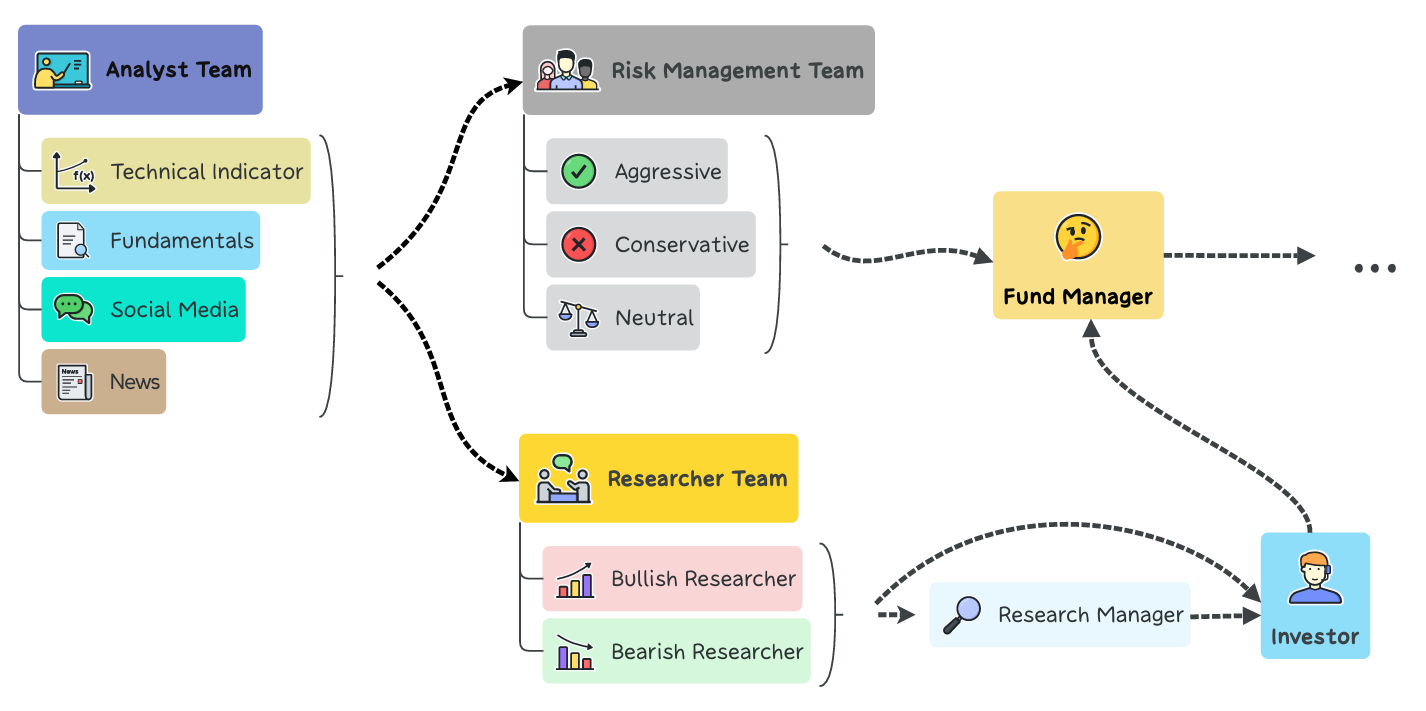 Analyst Team
Technical Indicator
f(x)
Fundamentals
Social Media
News
News
Risk Management Team
Aggressive
Conservative
Neutral
Fund Manager
...
Researcher Team
Bullish Researcher
Bearish Researcher
Research Manager
Investor